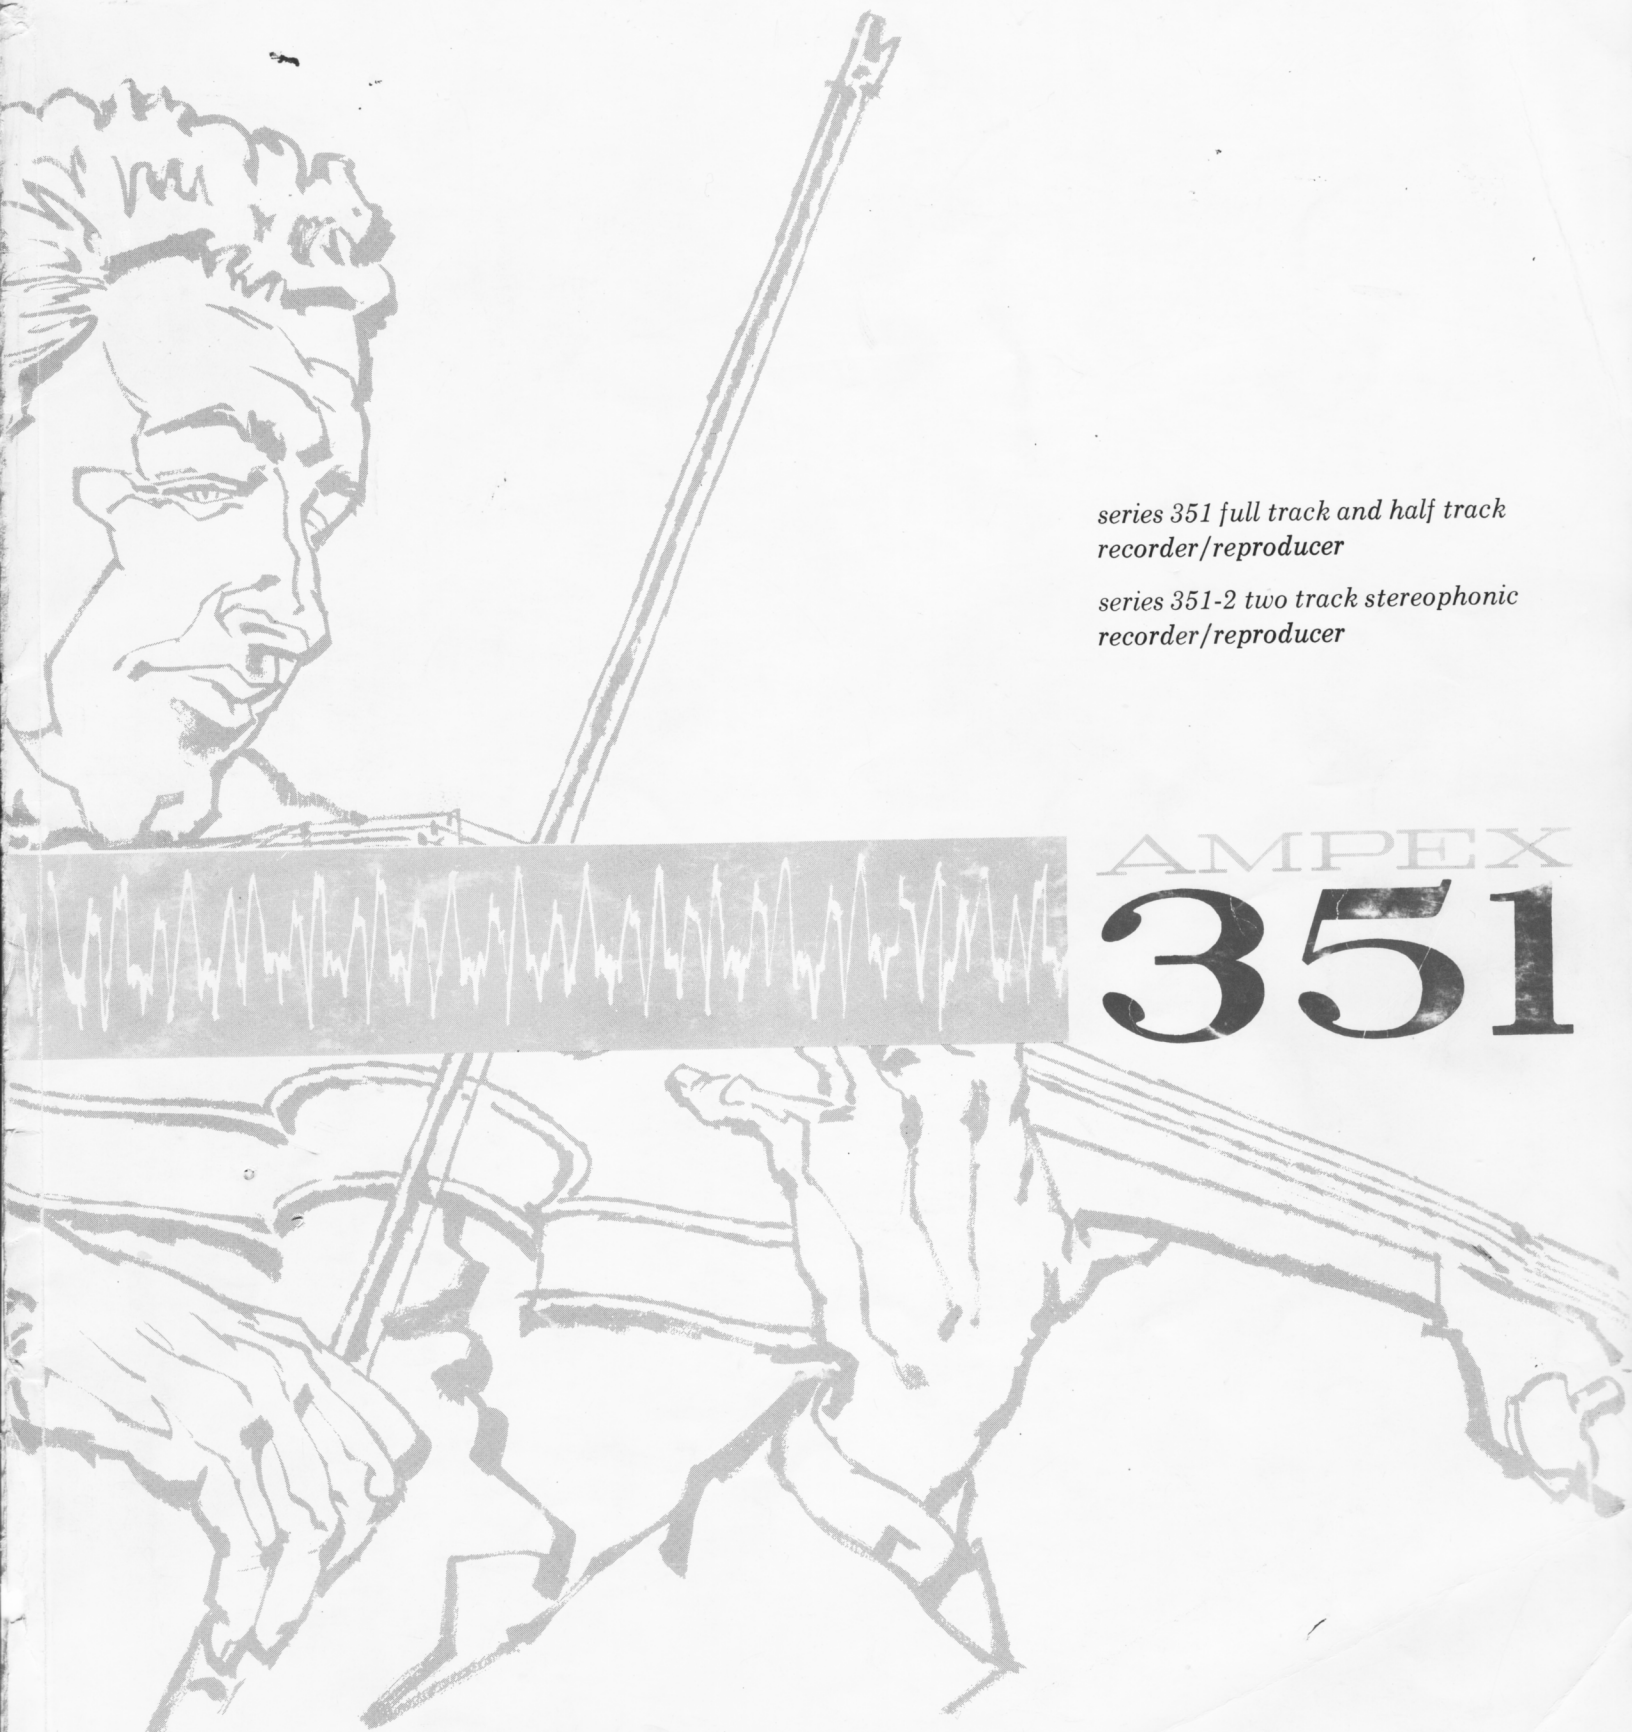 series 351 full track and half track
recorder/reproducer
series 351-2 two track stereophonic
recorder/reproducer
AMPEX
351